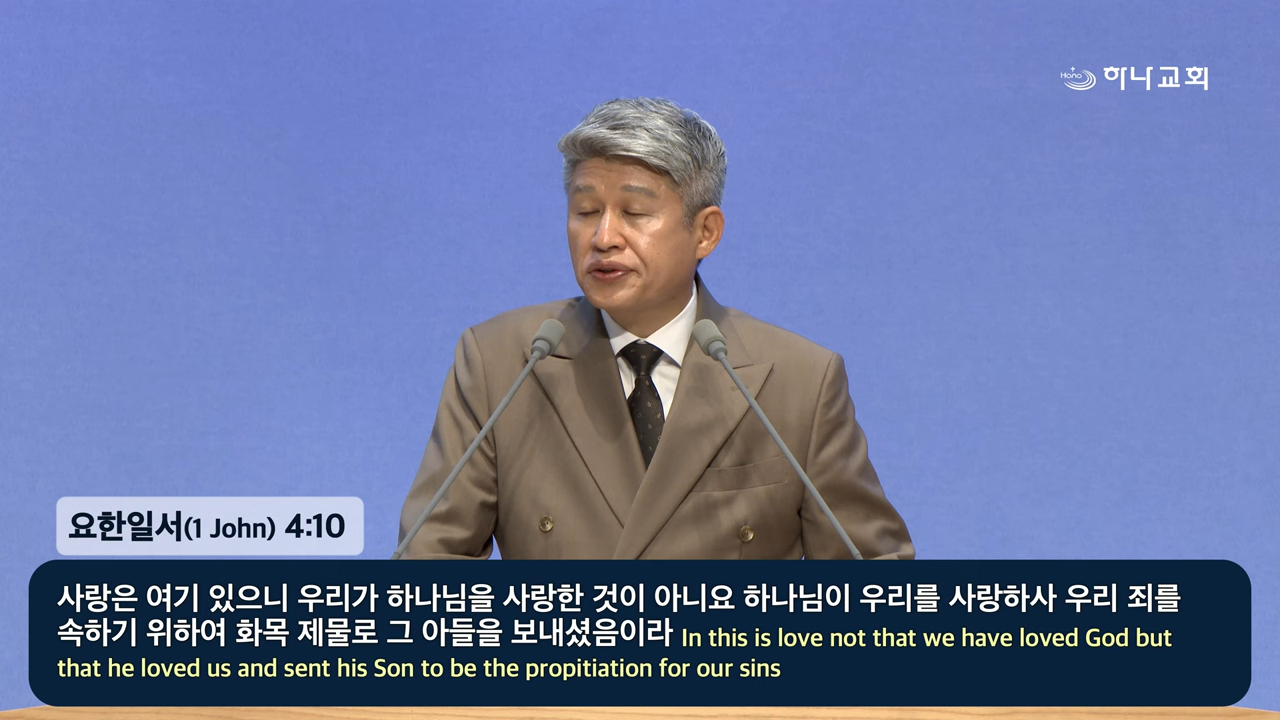 Hana 하나교회
요한일서(1 John) 4:10
사랑은 여기 있으니 우리가 하나님을 사랑한 것이 아니요 하나님이 우리를 사랑하사 우리 죄를
속하기 위하여 화목 제물로 그 아들을 보내셨음이라 In this is love not that we have loved God but
that he loved us and sent his Son to be the propitiation for our sins